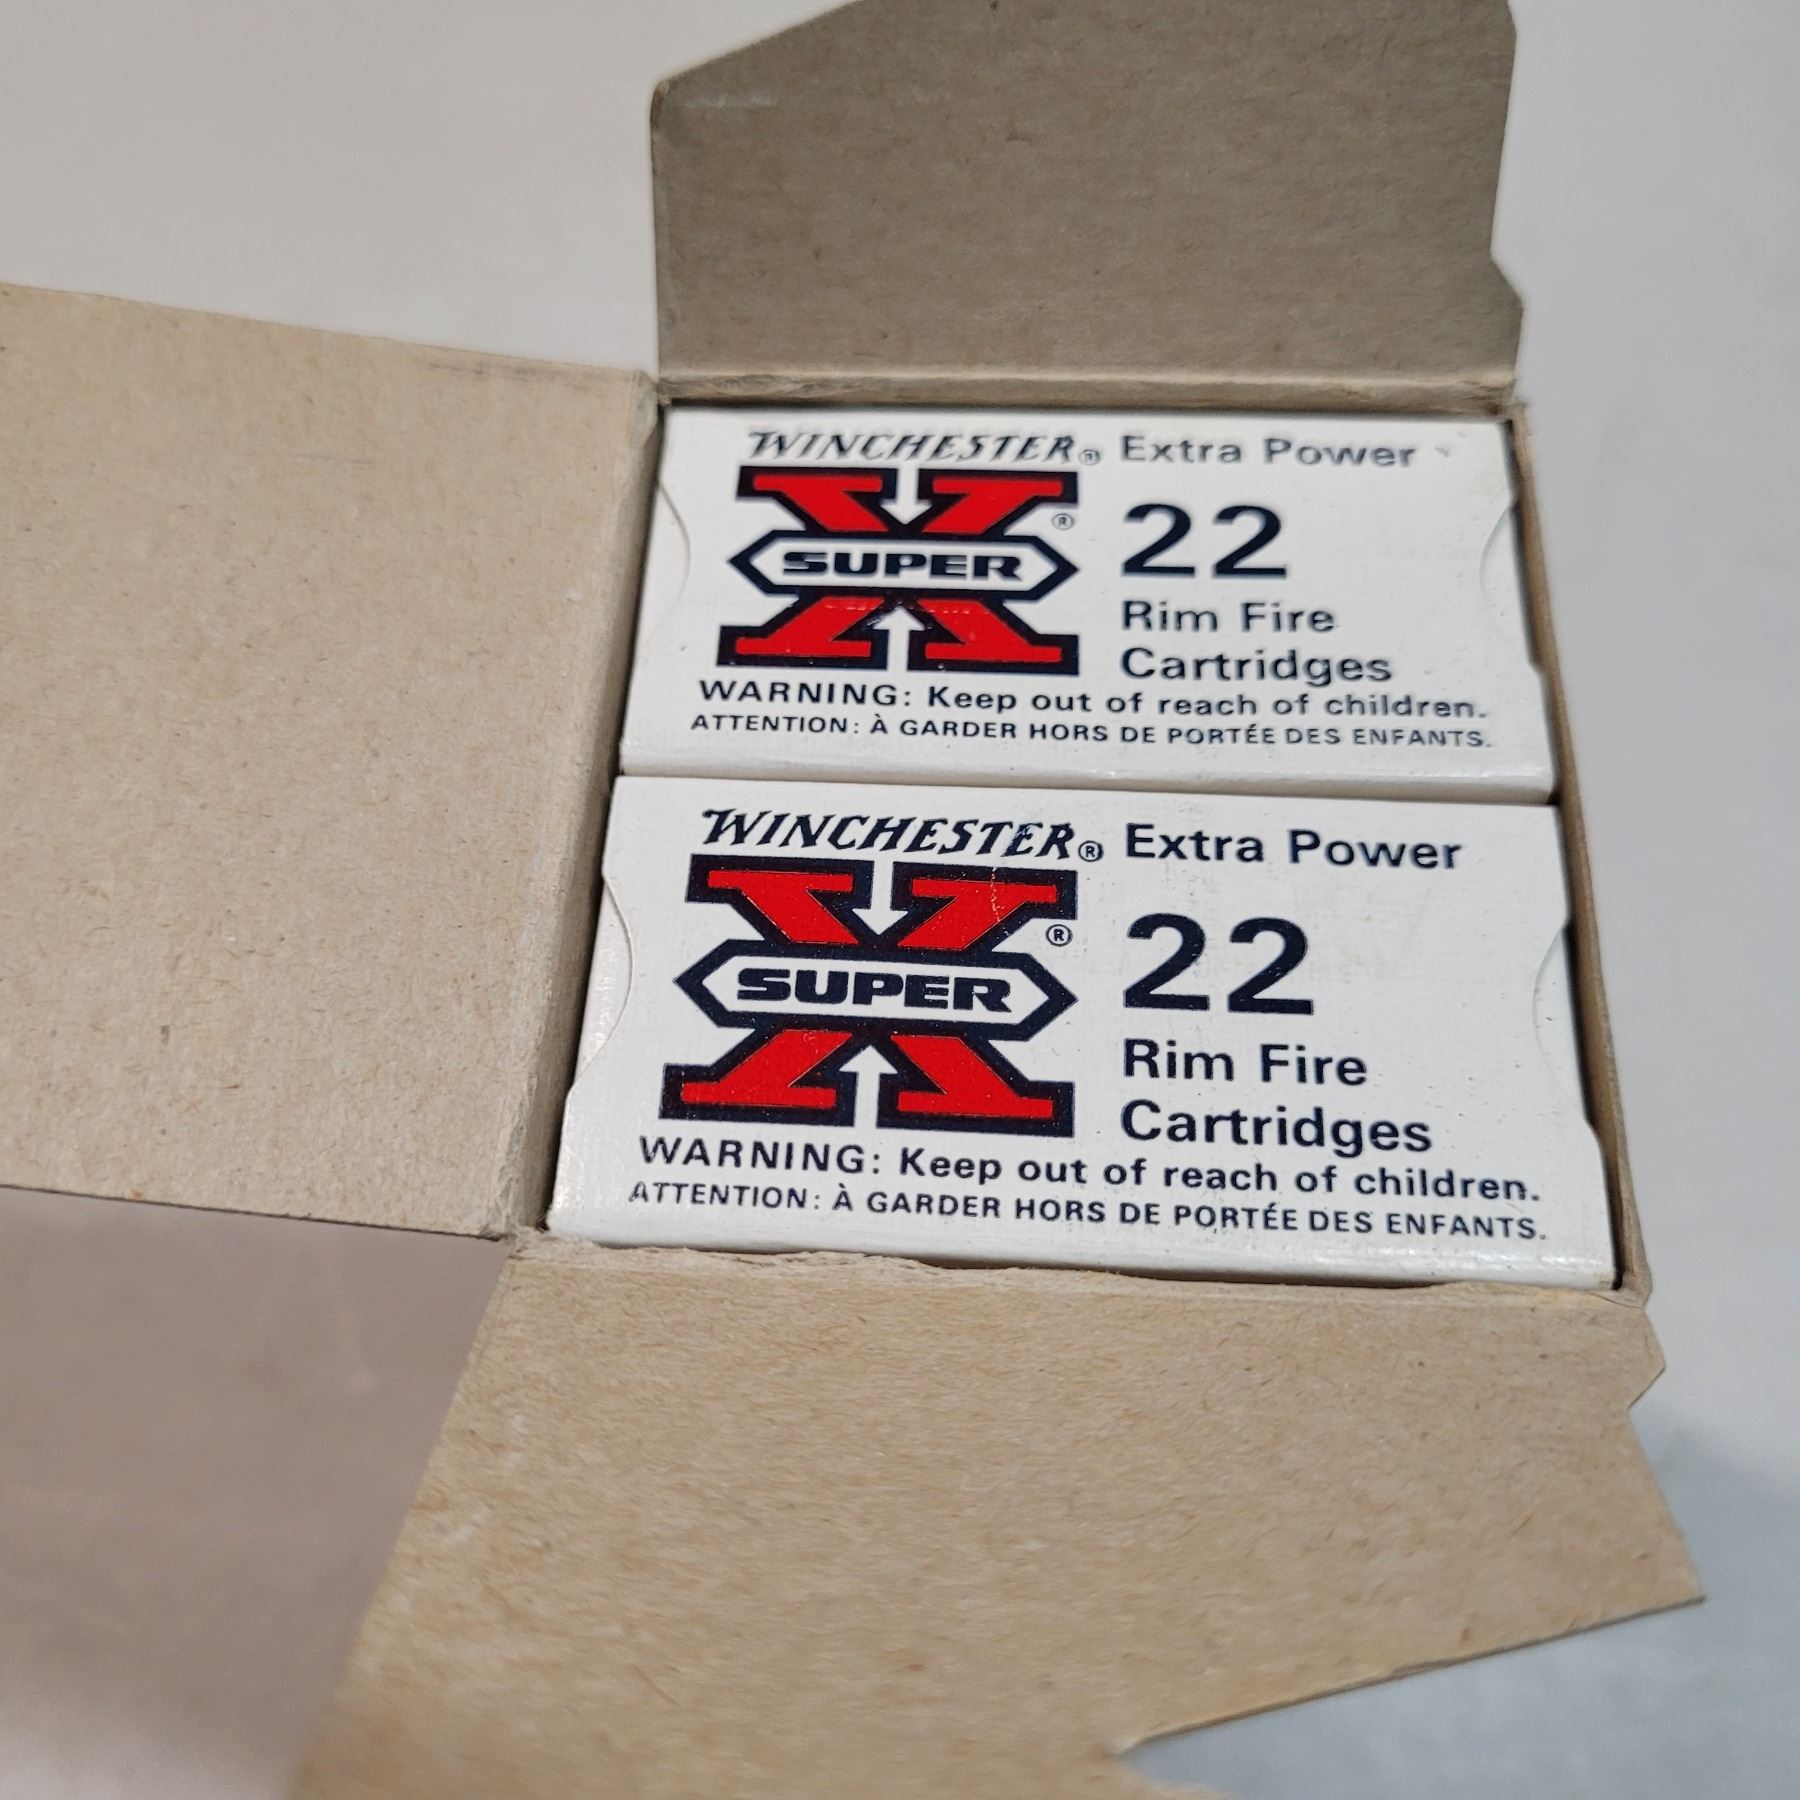 WINCHESTER® Extra Power
SUPER X®
22
Rim Fire
Cartridges
WARNING: Keep out of reach of children.
ATTENTION: À GARDER HORS DE PORTÉE DES ENFANTS.
WINCHESTER® Extra Power
SUPER X®
22
Rim Fire
Cartridges
WARNING: Keep out of reach of children.
ATTENTION: À GARDER HORS DE PORTÉE DES ENFANTS.